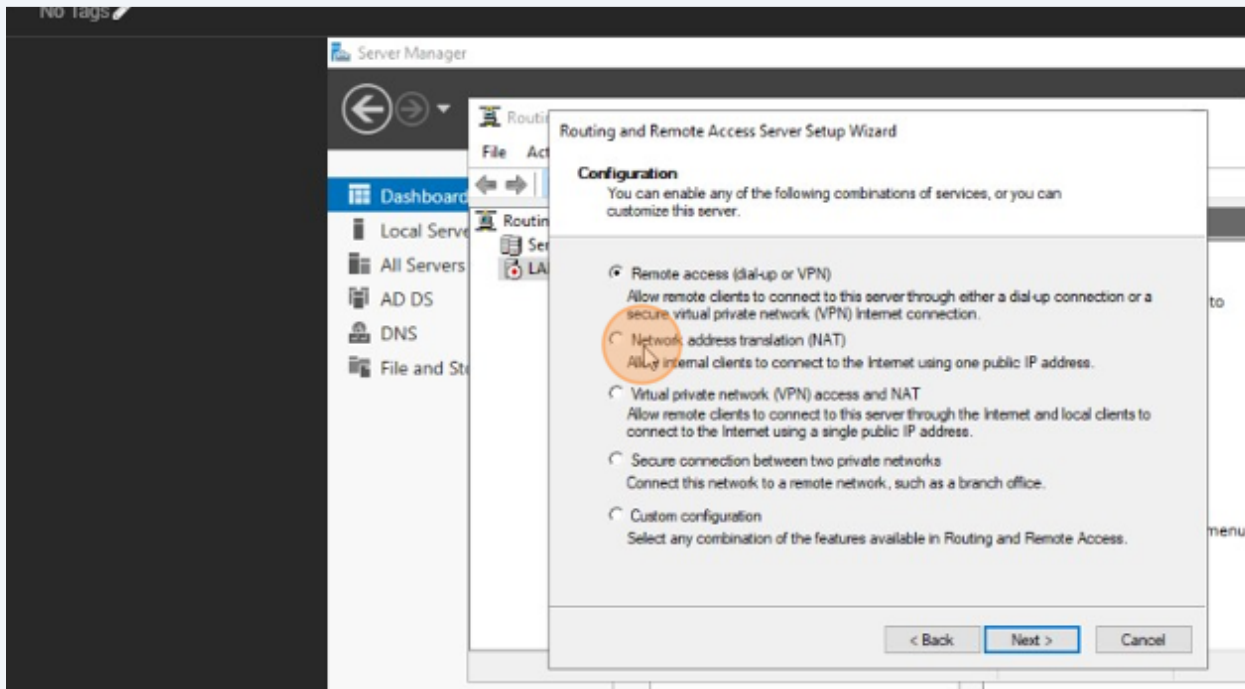 No Tags
Server Manager
Routin
File Act
Dashboard
Local Serve
All Servers
AD DS
DNS
File and Sto
Routin
Ser
LA
Routing and Remote Access Server Setup Wizard
Configuration
You can enable any of the following combinations of services, or you can
customize this server.
Remote access (dial-up or VPN)
Allow remote clients to connect to this server through either a dial-up connection or a
secure virtual private network (VPN) Internet connection.
Network address translation (NAT)
Allow internal clients to connect to the Internet using one public IP address.
Virtual private network (VPN) access and NAT
Allow remote clients to connect to this server through the Internet and local clients to
connect to the Internet using a single public IP address.
Secure connection between two private networks
Connect this network to a remote network, such as a branch office.
Custom configuration
Select any combination of the features available in Routing and Remote Access.
< Back Next > Cancel
to
menu